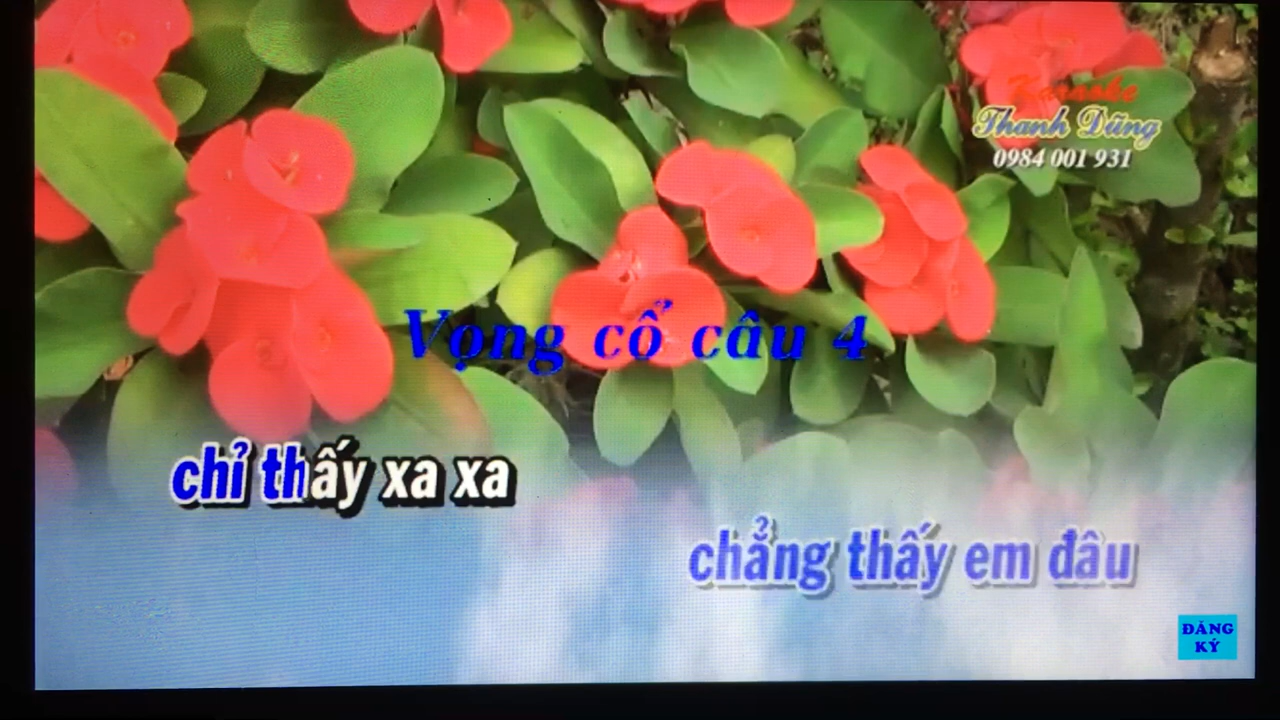 Karaoke
Thanh Dũng
0984 001 931
Vọng cổ câu 4
chỉ thấy xa xa
chẳng thấy em đâu
ĐĂNG
KÝ